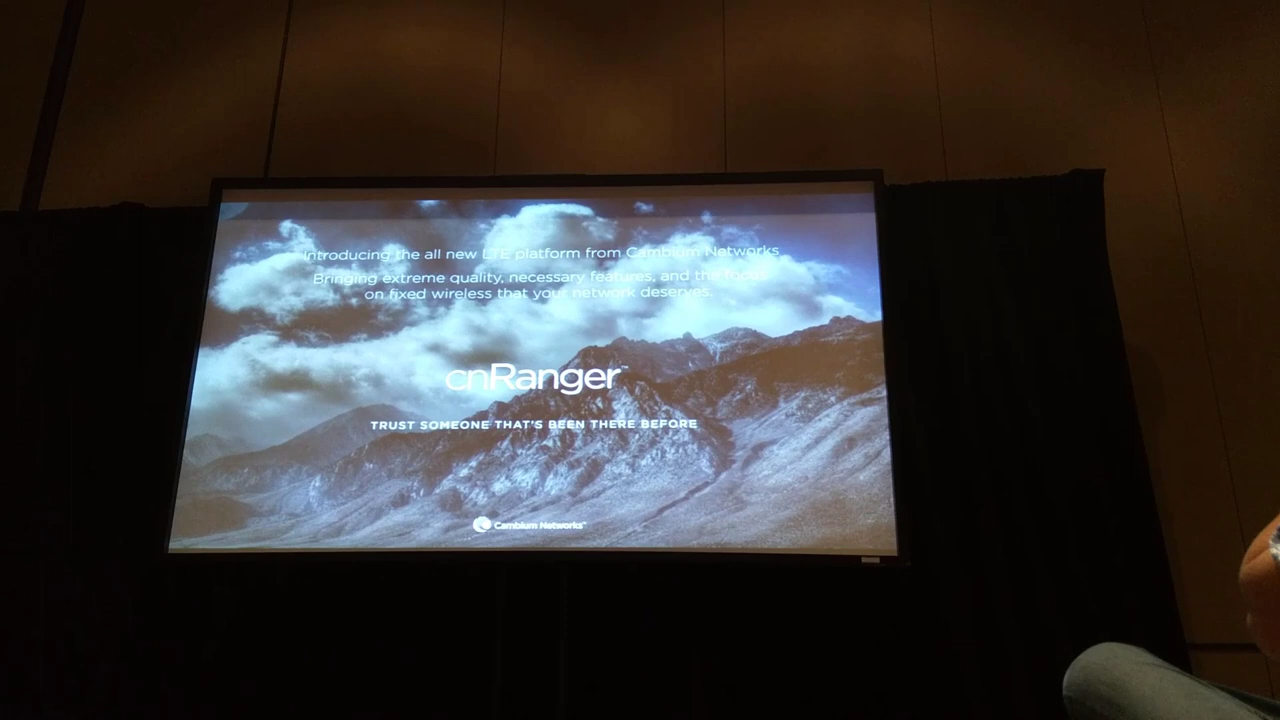 Introducing the all new LTE platform from Cambium Networks
Bringing extreme quality, necessary features, and the focus
on fixed wireless that your network deserves.
cnRanger
TRUST SOMEONE THAT'S BEEN THERE BEFORE
Cambium Networks™